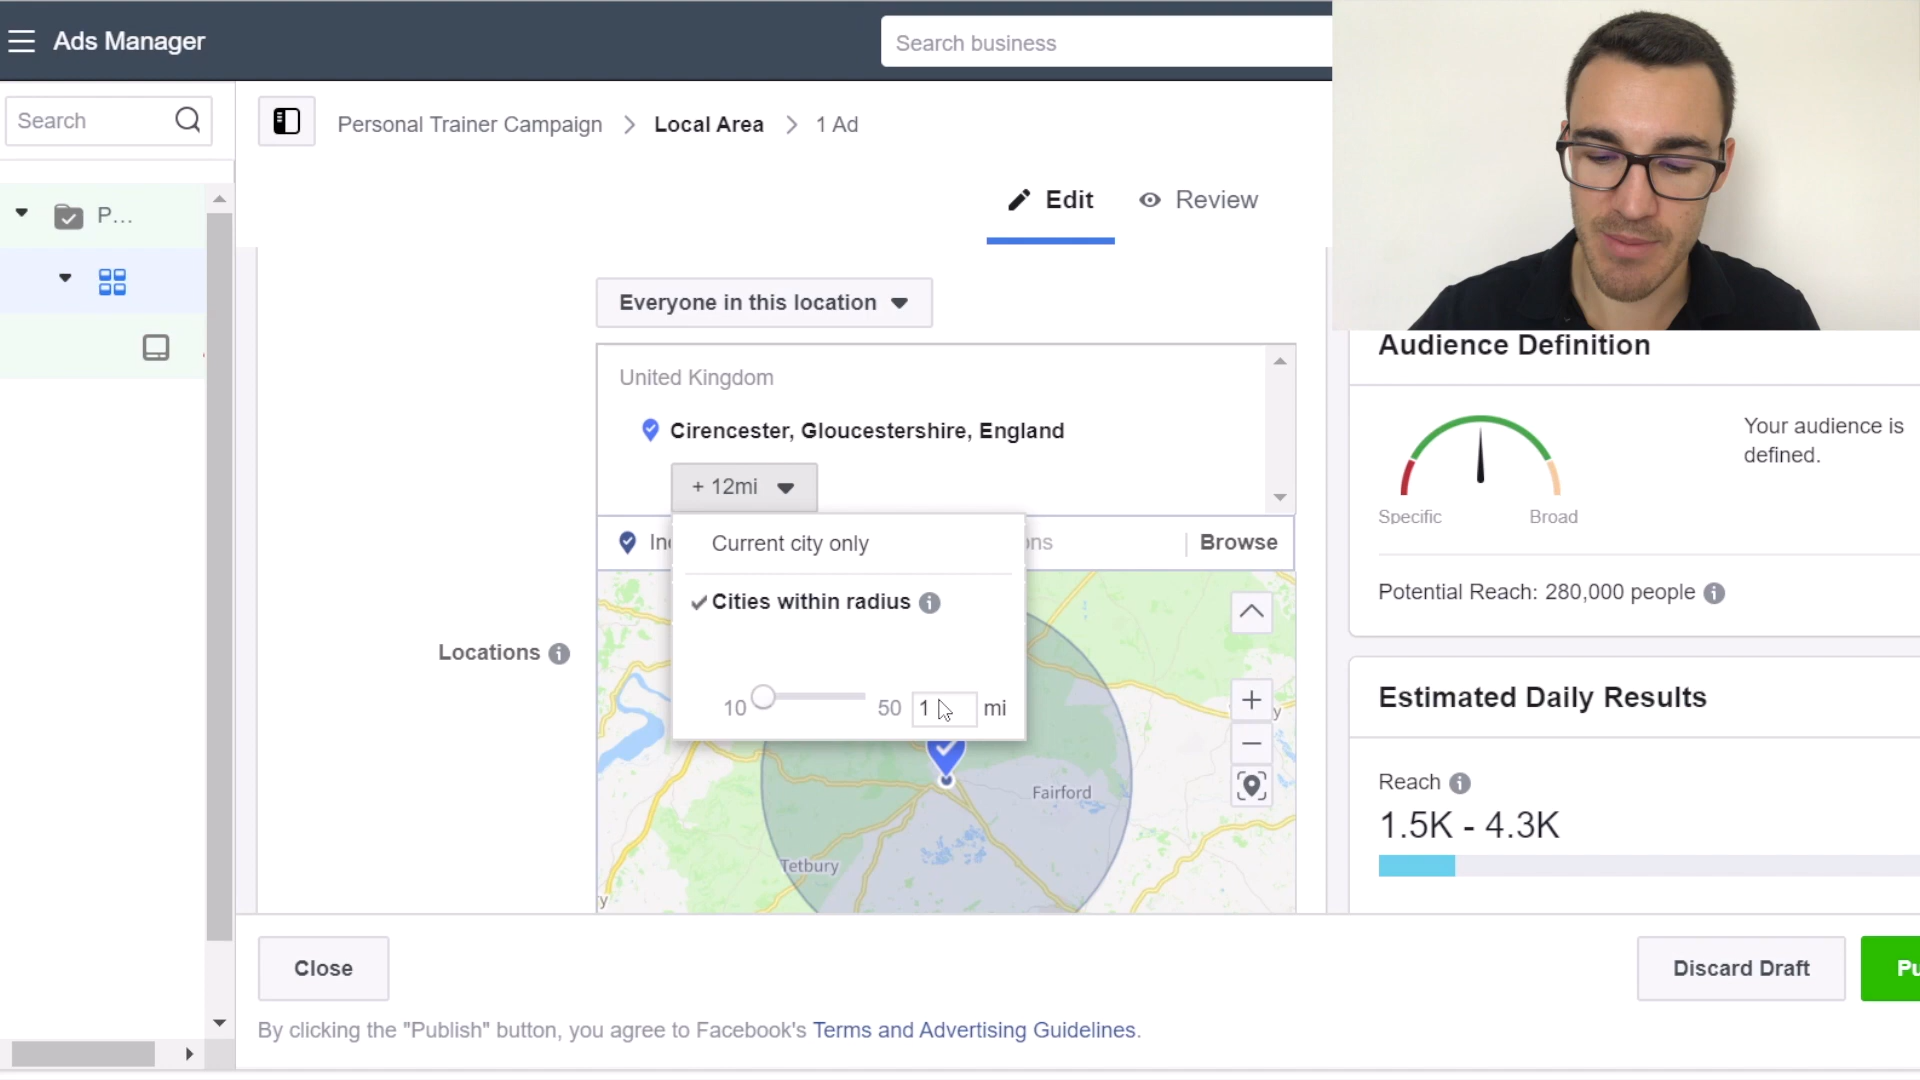 Ads Manager
Search business
Search
Personal Trainer Campaign > Local Area > 1 Ad
Edit
Review
P...
Everyone in this location
United Kingdom
Cirencester, Gloucestershire, England
+ 12mi
Current city only
Browse
Cities within radius
10
50
1
mi
Locations
Fairford
Tetbury
Audience Definition
Your audience is
defined.
Specific
Broad
Potential Reach: 280,000 people
Estimated Daily Results
Reach
1.5K - 4.3K
Close
Discard Draft
By clicking the "Publish" button, you agree to Facebook's Terms and Advertising Guidelines.